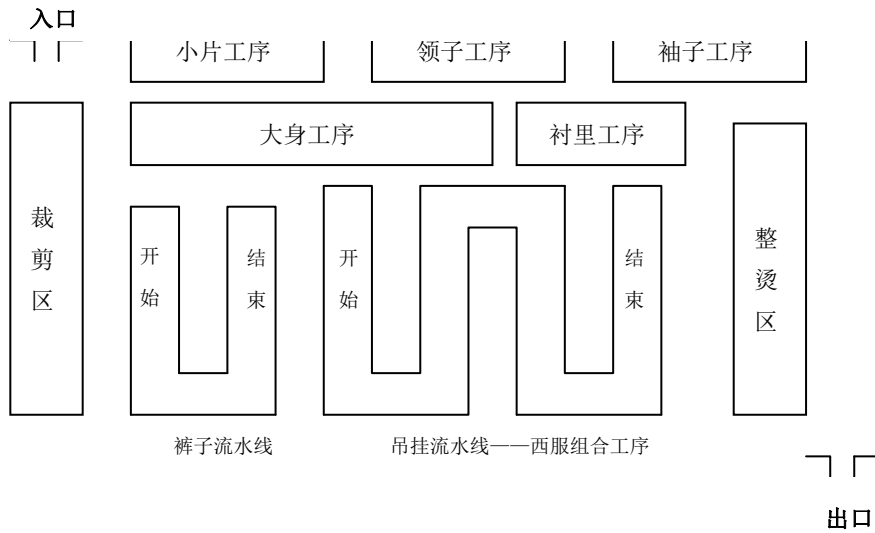 入口
小片工序
领子工序
袖子工序
大身工序
衬里工序
裁剪区
开始
结束
开始
结束
整烫区
裤子流水线
吊挂流水线——西服组合工序
出口